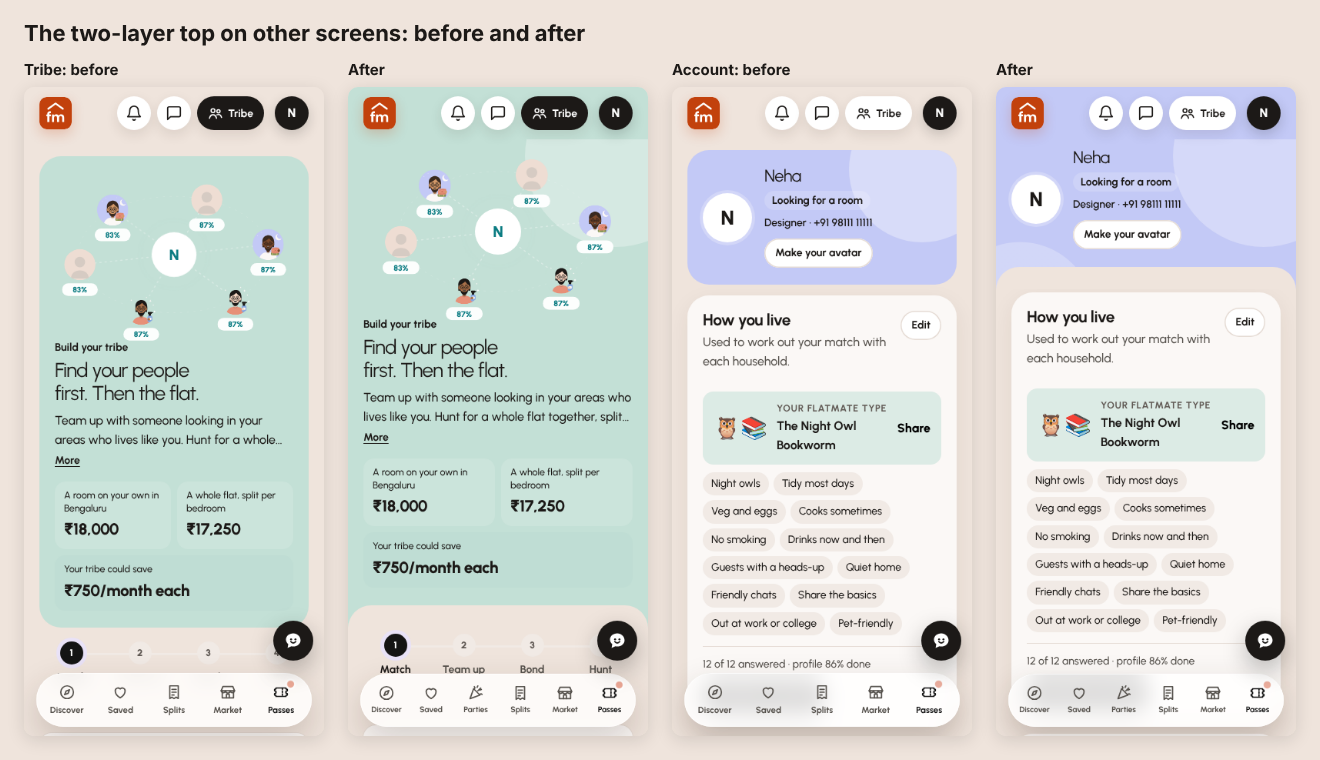 The two-layer top on other screens: before and after
Tribe: before
fm
Tribe
N
83%
87%
N
87%
83%
87%
87%
Build your tribe
Find your people
first. Then the flat.
Team up with someone looking in your
areas who lives like you. Hunt for a whole...
More
A room on your own in
Bengaluru
₹18,000
A whole flat, split per
bedroom
₹17,250
Your tribe could save
₹750/month each
1
2
3
Discover
Saved
Splits
Market
Passes
After
fm
Tribe
N
83%
87%
N
87%
83%
87%
87%
Build your tribe
Find your people
first. Then the flat.
Team up with someone looking in your areas who
lives like you. Hunt for a whole flat together, split...
More
A room on your own in
Bengaluru
₹18,000
A whole flat, split per
bedroom
₹17,250
Your tribe could save
₹750/month each
1
2
3
Match
Team up
Bond
Hunt
Discover
Saved
Parties
Splits
Market
Passes
Account: before
fm
Tribe
N
Neha
Looking for a room
N
Designer · +91 98111 11111
Make your avatar
How you live
Edit
Used to work out your match with
each household.
YOUR FLATMATE TYPE
The Night Owl
Bookworm
Share
Night owls
Tidy most days
Veg and eggs
Cooks sometimes
No smoking
Drinks now and then
Guests with a heads-up
Quiet home
Friendly chats
Share the basics
Out at work or college
Pet-friendly
12 of 12 answered · profile 86% done
Discover
Saved
Splits
Market
Passes
After
fm
Tribe
N
Neha
Looking for a room
N
Designer · +91 98111 11111
Make your avatar
How you live
Edit
Used to work out your match with
each household.
YOUR FLATMATE TYPE
The Night Owl
Bookworm
Share
Night owls
Tidy most days
Veg and eggs
Cooks sometimes
No smoking
Drinks now and then
Guests with a heads-up
Quiet home
Friendly chats
Share the basics
Out at work or college
Pet-friendly
12 of 12 answered · profile 86% done
Discover
Saved
Parties
Splits
Market
Passes